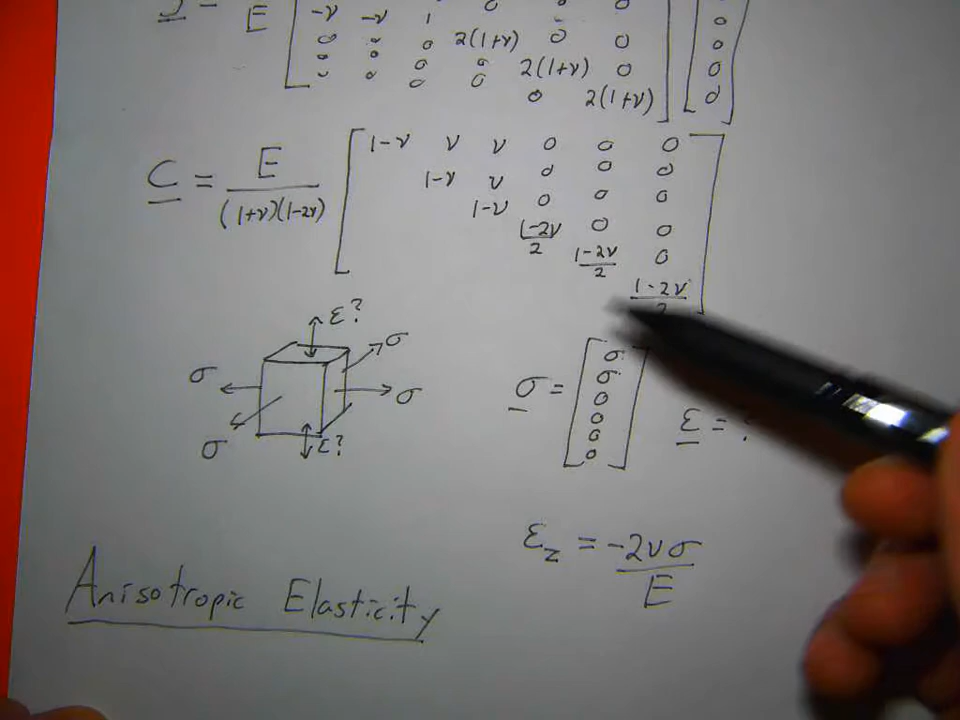 E
-ν -ν 1 0 0 0
0 0 0 2(1+ν) 0 0
0 0 0 0 2(1+ν) 0
0 0 0 2(1+ν)
0
0
0
0
C = E / (1+ν)(1-2ν)
1-ν ν ν 0 0 0
1-ν ν 0 0 0
1-ν 0 0 0
1-2ν/2 0 0
1-2ν/2 0
1-2ν
ε?
σ σ
σ σ
ε?
σ =
σ
σ
0
0
0
0
ε = ?
ε_z = -2νσ / E
Anisotropic Elasticity